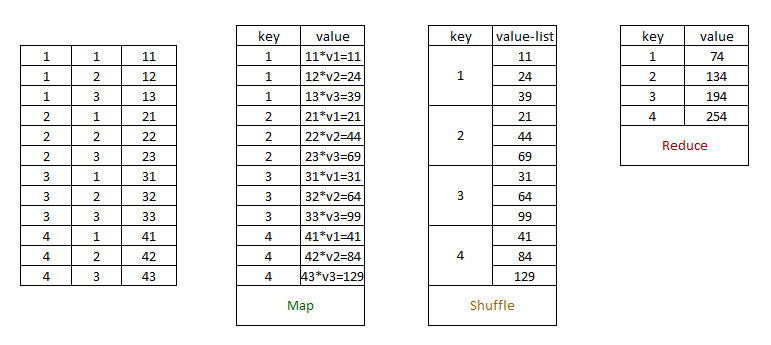 1 1 11
1 2 12
1 3 13
2 1 21
2 2 22
2 3 23
3 1 31
3 2 32
3 3 33
4 1 41
4 2 42
4 3 43
key value
1 11*v1=11
1 12*v2=24
1 13*v3=39
2 21*v1=21
2 22*v2=44
2 23*v3=69
3 31*v1=31
3 32*v2=64
3 33*v3=99
4 41*v1=41
4 42*v2=84
4 43*v3=129
Map
key value-list
11
1 24
39
21
2 44
69
31
3 64
99
41
4 84
129
Shuffle
key value
1 74
2 134
3 194
4 254
Reduce